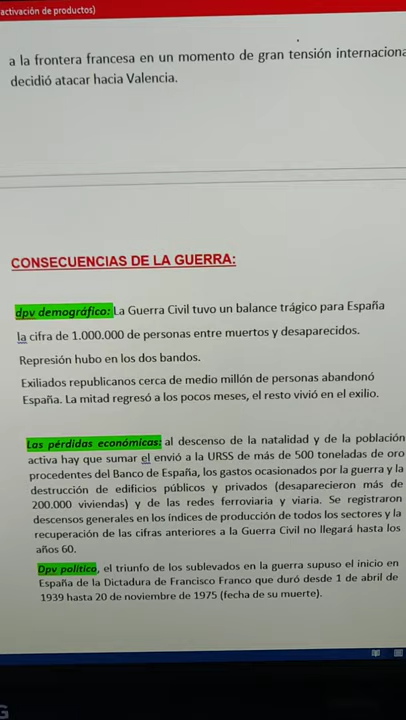 activación de productos)
a la frontera francesa en un momento de gran tensión internaciona
decidió atacar hacia Valencia.
CONSECUENCIAS DE LA GUERRA:
dpv demográfico: La Guerra Civil tuvo un balance trágico para España
la cifra de 1.000.000 de personas entre muertos y desaparecidos.
Represión hubo en los dos bandos.
Exiliados republicanos cerca de medio millón de personas abandonó
España. La mitad regresó a los pocos meses, el resto vivió en el exilio.
Las pérdidas económicas: al descenso de la natalidad y de la población
activa hay que sumar el envió a la URSS de más de 500 toneladas de oro
procedentes del Banco de España, los gastos ocasionados por la guerra y la
destrucción de edificios públicos y privados (desaparecieron más de
200.000 viviendas) y de las redes ferroviaria y viaria. Se registraron
descensos generales en los índices de producción de todos los sectores y la
recuperación de las cifras anteriores a la Guerra Civil no llegará hasta los
años 60.
Dpv político, el triunfo de los sublevados en la guerra supuso el inicio en
España de la Dictadura de Francisco Franco que duró desde 1 de abril de
1939 hasta 20 de noviembre de 1975 (fecha de su muerte).
G